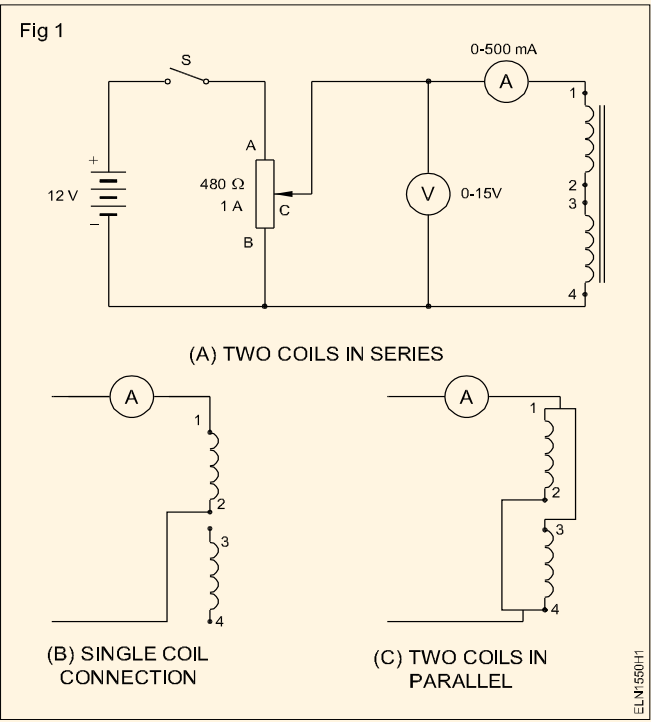 Fig 1
0-500 mA
S
A
1
A
+
480 Ω
12 V
1 A
C
V
0-15V
2
3
–
B
4
(A) TWO COILS IN SERIES
A
1
2
3
4
(B) SINGLE COIL
CONNECTION
A
1
2
3
4
(C) TWO COILS IN
PARALLEL
ELN1550H1